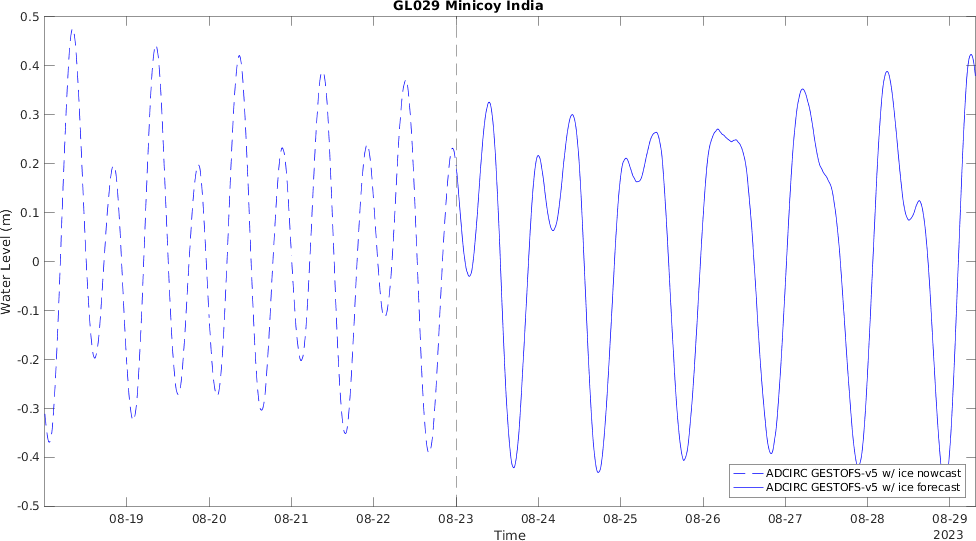 GL029 Minicoy India
0.5
0.4
0.3
0.2
0.1
0
-0.1
-0.2
-0.3
-0.4
-0.5
Water Level (m)
ADCIRC GESTOFS-v5 w/ ice nowcast
ADCIRC GESTOFS-v5 w/ ice forecast
08-19 08-20 08-21 08-22 08-23 08-24 08-25 08-26 08-27 08-28 08-29
Time
2023